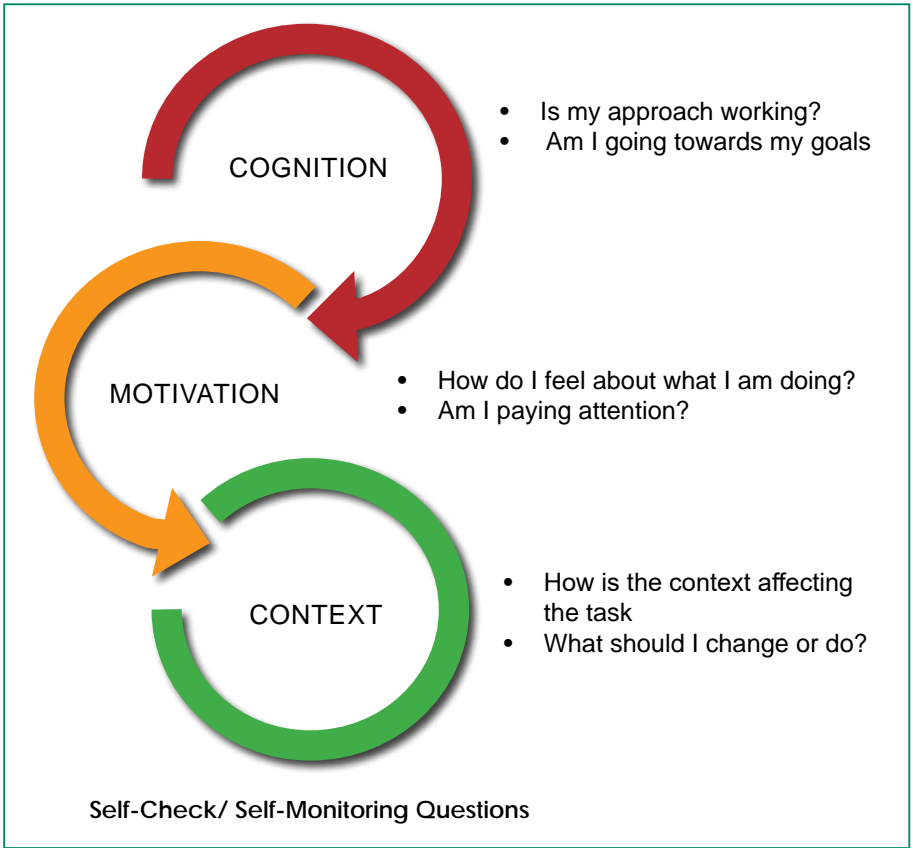 COGNITION
• Is my approach working?
• Am I going towards my goals
MOTIVATION
• How do I feel about what I am doing?
• Am I paying attention?
CONTEXT
• How is the context affecting
the task
• What should I change or do?
Self-Check/ Self-Monitoring Questions